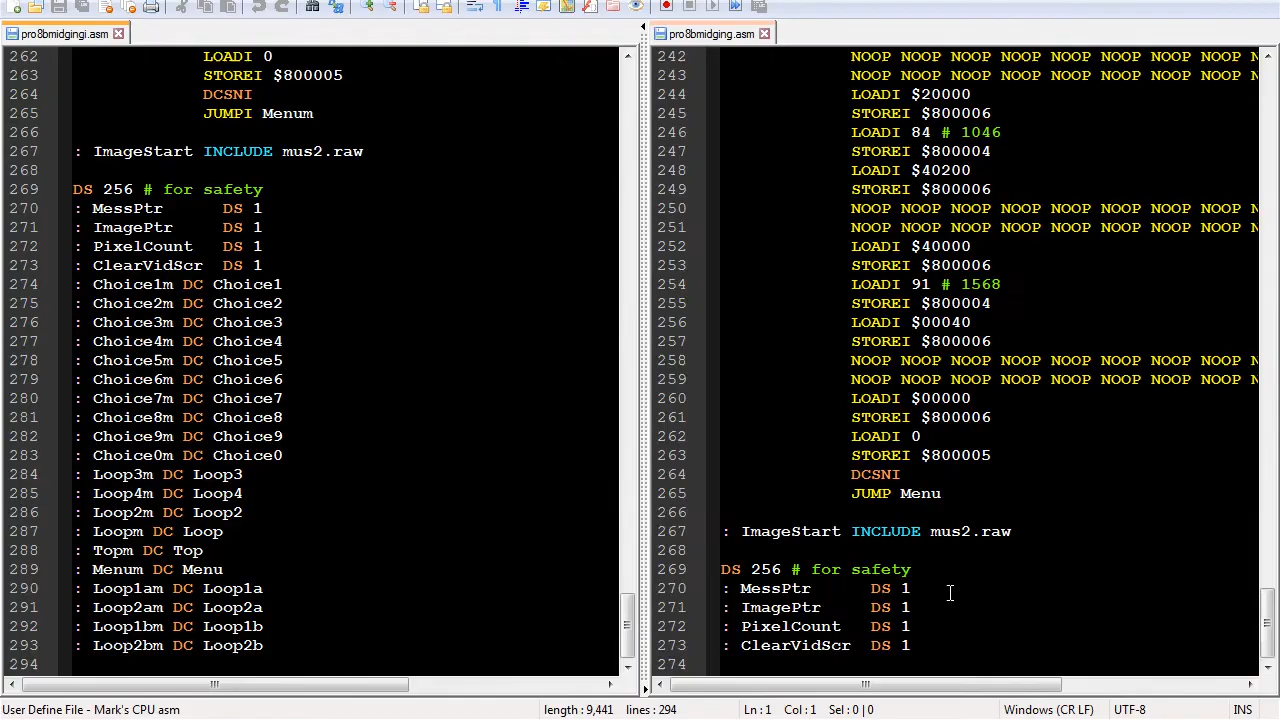 pro8bmidgingi.asm
262 LOADI 0
263 STOREI $800005
264 DCSNI
265 JUMPI Menum
266
267 : ImageStart INCLUDE mus2.raw
268
269 DS 256 # for safety
270 : MessPtr DS 1
271 : ImagePtr DS 1
272 : PixelCount DS 1
273 : ClearVidScr DS 1
274 : Choice1m DC Choice1
275 : Choice2m DC Choice2
276 : Choice3m DC Choice3
277 : Choice4m DC Choice4
278 : Choice5m DC Choice5
279 : Choice6m DC Choice6
280 : Choice7m DC Choice7
281 : Choice8m DC Choice8
282 : Choice9m DC Choice9
283 : Choice0m DC Choice0
284 : Loop3m DC Loop3
285 : Loop4m DC Loop4
286 : Loop2m DC Loop2
287 : Loopm DC Loop
288 : Topm DC Top
289 : Menum DC Menu
290 : Loop1am DC Loop1a
291 : Loop2am DC Loop2a
292 : Loop1bm DC Loop1b
293 : Loop2bm DC Loop2b
294
pro8bmidging.asm
242 NOOP NOOP NOOP NOOP NOOP NOOP NOOP NOOP N
243 NOOP NOOP NOOP NOOP NOOP NOOP NOOP NOOP N
244 LOADI $20000
245 STOREI $800006
246 LOADI 84 # 1046
247 STOREI $800004
248 LOADI $40200
249 STOREI $800006
250 NOOP NOOP NOOP NOOP NOOP NOOP NOOP NOOP N
251 NOOP NOOP NOOP NOOP NOOP NOOP NOOP NOOP N
252 LOADI $40000
253 STOREI $800006
254 LOADI 91 # 1568
255 STOREI $800004
256 LOADI $00040
257 STOREI $800006
258 NOOP NOOP NOOP NOOP NOOP NOOP NOOP NOOP N
259 NOOP NOOP NOOP NOOP NOOP NOOP NOOP NOOP N
260 LOADI $00000
261 STOREI $800006
262 LOADI 0
263 STOREI $800005
264 DCSNI
265 JUMP Menu
266
267 : ImageStart INCLUDE mus2.raw
268
269 DS 256 # for safety
270 : MessPtr DS 1
271 : ImagePtr DS 1
272 : PixelCount DS 1
273 : ClearVidScr DS 1
274
User Define File - Mark's CPU asm length : 9,441 lines : 294 Ln : 1 Col : 1 Sel : 0 | 0 Windows (CR LF) UTF-8 INS